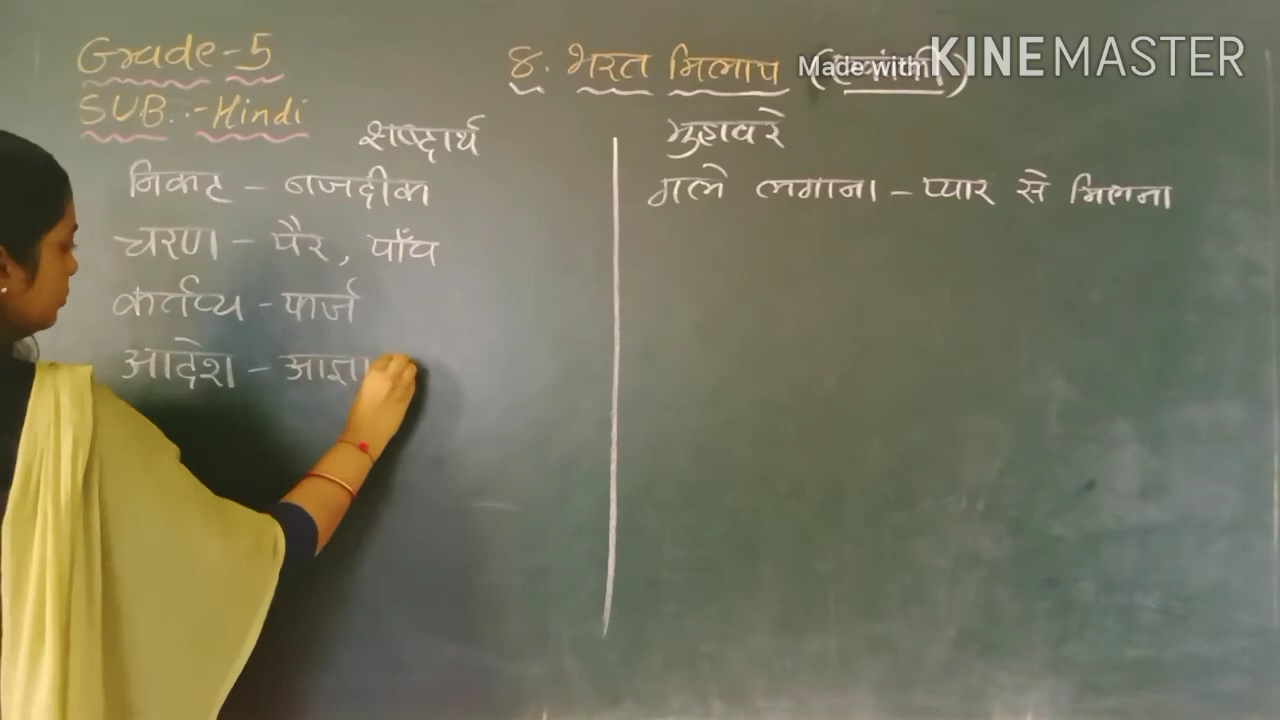 Grade-5
SUB.:-Hindi
8. भरत मिलाप (एकांकी)
Made with KINEMASTER
शब्दार्थ
निकट - नजदीक
चरण - पैर, पाँव
कर्तव्य - फर्ज
आदेश - आज्ञा
मुहावरे
गले लगाना - प्यार से मिलना